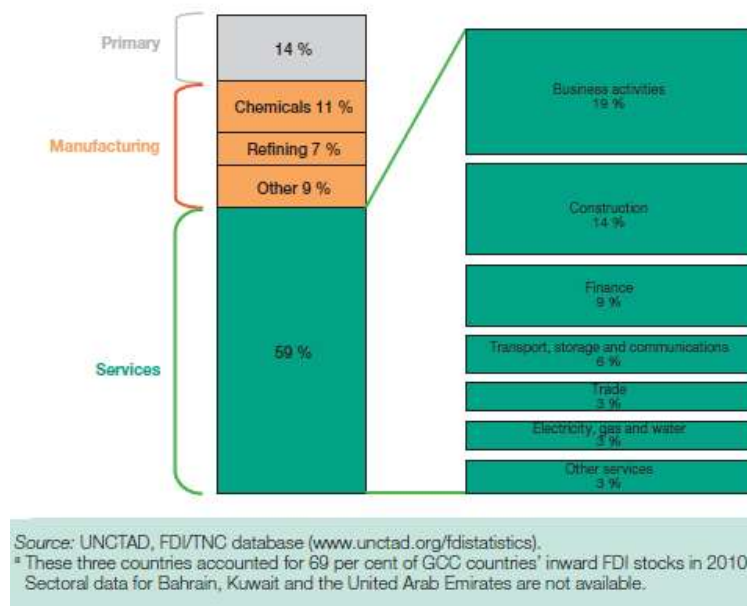 Primary
14 %
Chemicals 11 %
Manufacturing
Refining 7 %
Other 9 %
Services
59 %
Business activities
19 %
Construction
14 %
Finance
9 %
Transport, storage and communications
6 %
Trade
3 %
Electricity, gas and water
3 %
Other services
3 %
Source: UNCTAD, FDI/TNC database (www.unctad.org/fdistatistics).
a These three countries accounted for 69 per cent of GCC countries' inward FDI stocks in 2010
Sectoral data for Bahrain, Kuwait and the United Arab Emirates are not available.